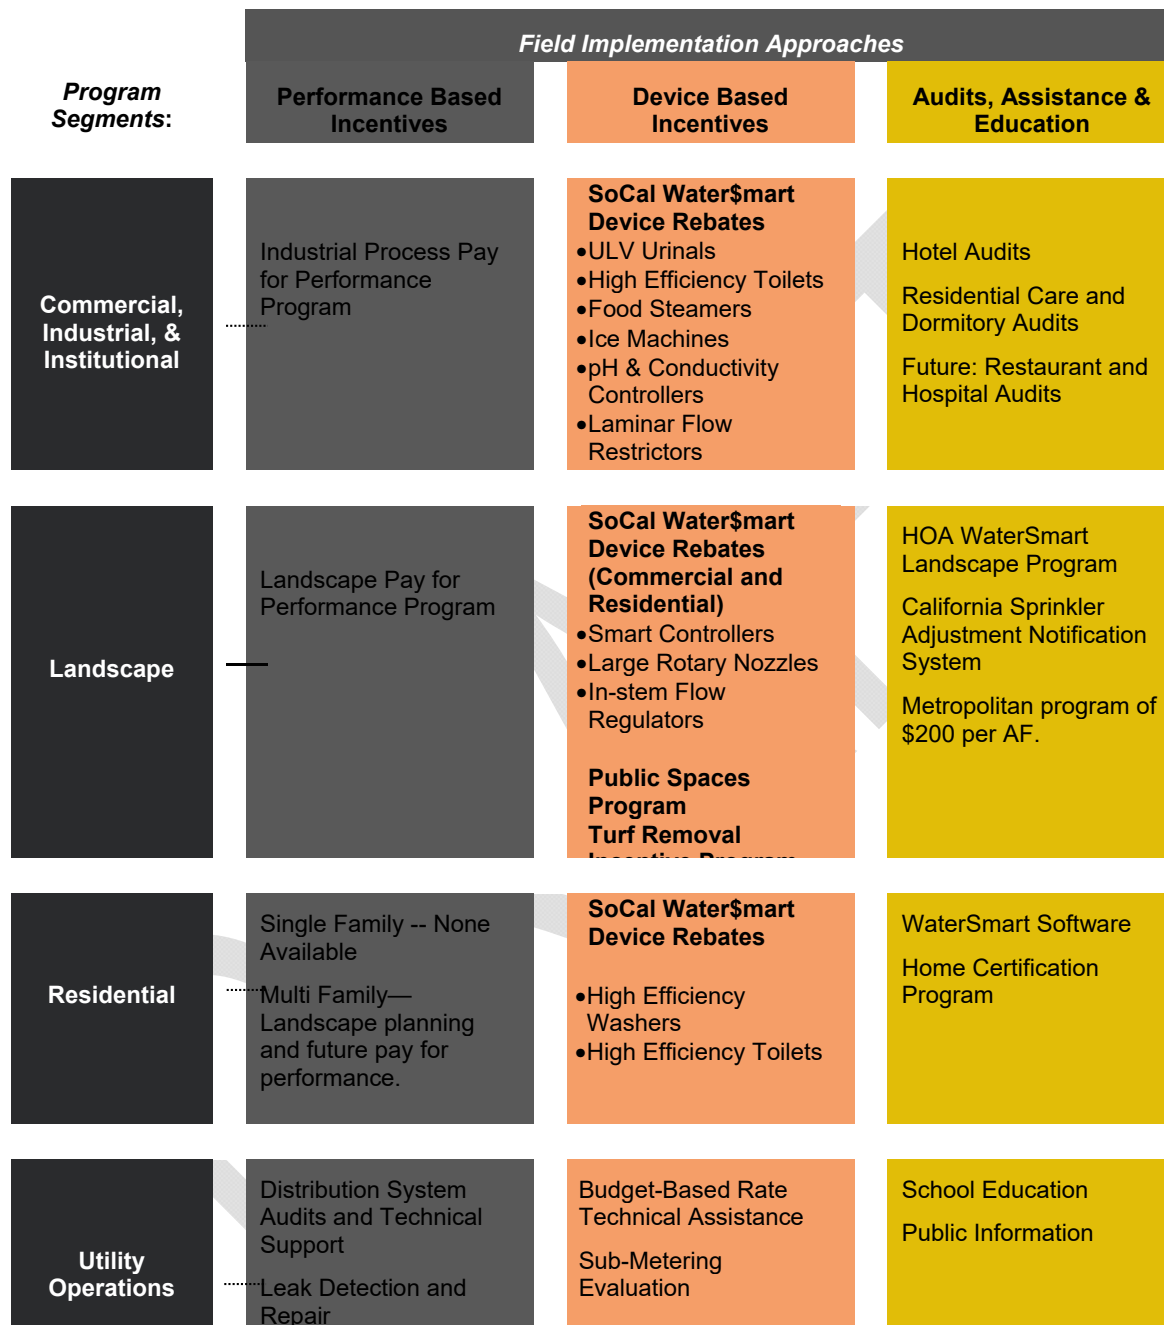 Field Implementation Approaches
Program
Segments:
Performance Based
Incentives
Device Based
Incentives
Audits, Assistance &
Education
Commercial,
Industrial, &
Institutional
Industrial Process Pay
for Performance
Program
SoCal Water$mart
Device Rebates
•ULV Urinals
•High Efficiency Toilets
•Food Steamers
•Ice Machines
•pH & Conductivity
Controllers
•Laminar Flow
Restrictors
Hotel Audits
Residential Care and
Dormitory Audits
Future: Restaurant and
Hospital Audits
Landscape
Landscape Pay for
Performance Program
SoCal Water$mart
Device Rebates
(Commercial and
Residential)
•Smart Controllers
•Large Rotary Nozzles
•In-stem Flow
Regulators
Public Spaces
Program
Turf Removal
Incentive Program
HOA WaterSmart
Landscape Program
California Sprinkler
Adjustment Notification
System
Metropolitan program of
$200 per AF.
Residential
Single Family -- None
Available
Multi Family—
Landscape planning
and future pay for
performance.
SoCal Water$mart
Device Rebates
•High Efficiency
Washers
•High Efficiency Toilets
WaterSmart Software
Home Certification
Program
Utility
Operations
Distribution System
Audits and Technical
Support
Leak Detection and
Repair
Budget-Based Rate
Technical Assistance
Sub-Metering
Evaluation
School Education
Public Information